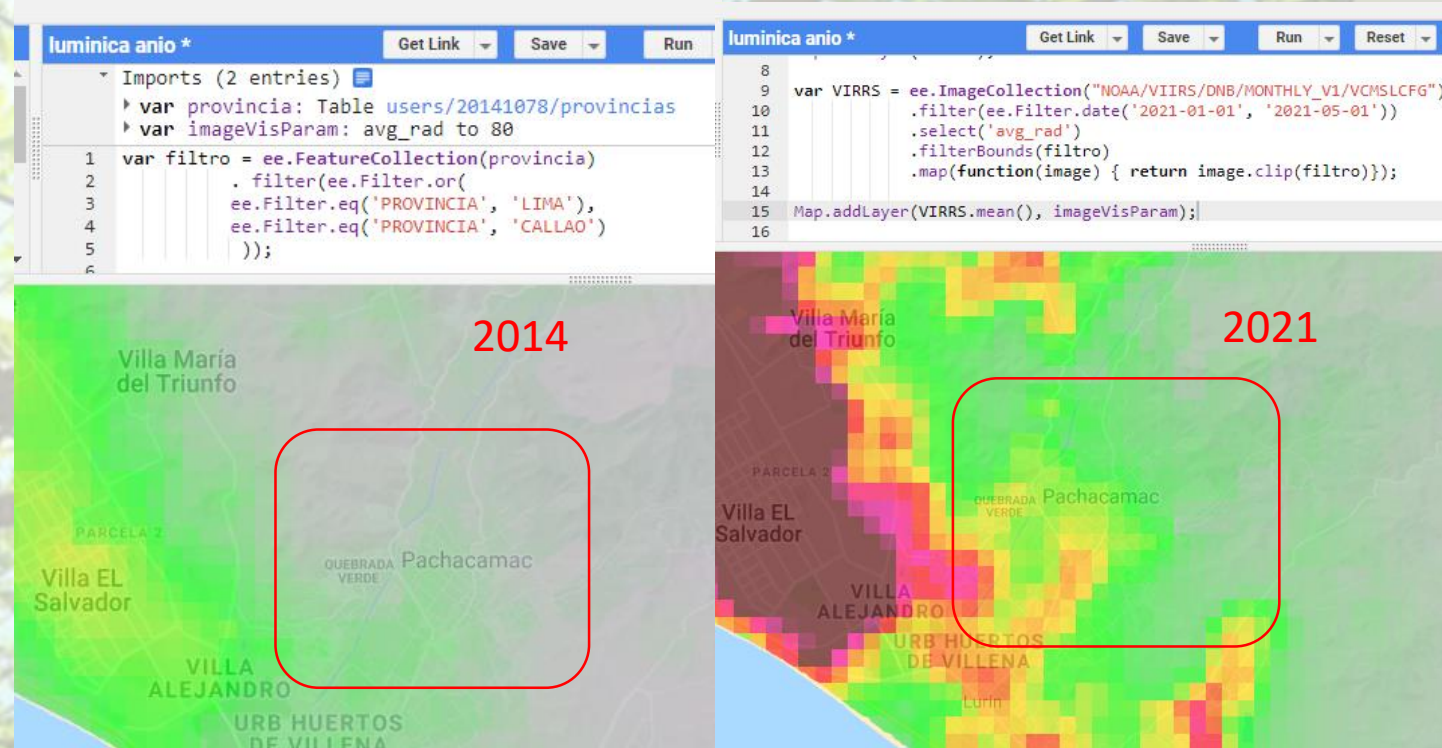 luminica anio *
Get Link
Save
Run
Imports (2 entries)
var provincia: Table users/20141078/provincias
var imageVisParam: avg_rad to 80
1 var filtro = ee.FeatureCollection(provincia)
2 . filter(ee.Filter.or(
3 ee.Filter.eq('PROVINCIA', 'LIMA'),
4 ee.Filter.eq('PROVINCIA', 'CALLAO')
5 ));
6
2014
Villa María
del Triunfo
PARCELA 2
QUEBRADA
VERDE
Pachacamac
Villa EL
Salvador
VILLA
ALEJANDRO
URB HUERTOS
DE VILLENA
luminica anio *
Get Link
Save
Run
Reset
8
9 var VIRRS = ee.ImageCollection("NOAA/VIIRS/DNB/MONTHLY_V1/VCMSLCFG")
10 .filter(ee.Filter.date('2021-01-01', '2021-05-01'))
11 .select('avg_rad')
12 .filterBounds(filtro)
13 .map(function(image) { return image.clip(filtro)});
14
15 Map.addLayer(VIRRS.mean(), imageVisParam);
16
2021
Villa María
del Triunfo
PARCELA 2
QUEBRADA
VERDE
Pachacamac
Villa EL
Salvador
VILLA
ALEJANDRO
URB HUERTOS
DE VILLENA
Lurín